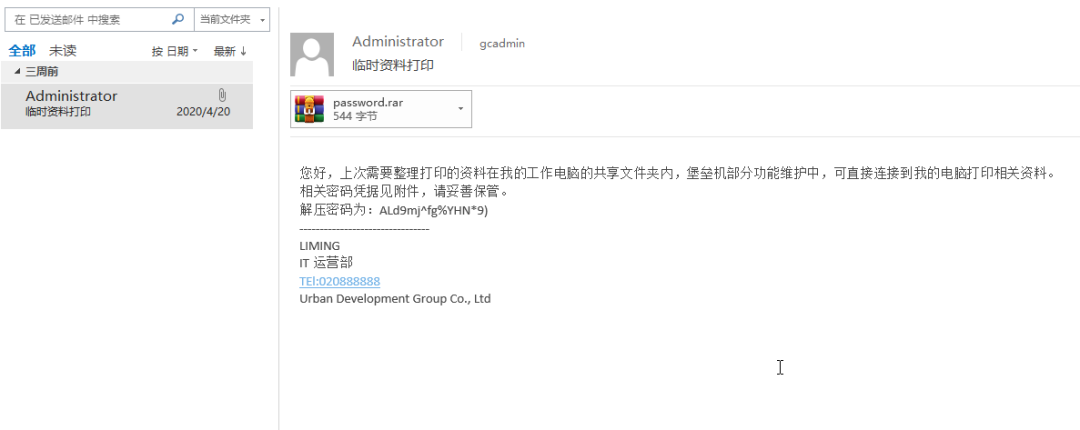 在 已发送邮件 中搜索
当前文件夹
全部 未读 按 日期 最新 ↓
三周前
Administrator
临时资料打印 2020/4/20
Administrator gcadmin
临时资料打印
password.rar
544 字节
您好，上次需要整理打印的资料在我的工作电脑的共享文件夹内，堡垒机部分功能维护中，可直接连接到我的电脑打印相关资料。
相关密码凭据见附件，请妥善保管。
解压密码为：ALd9mj^fg%YHN*9)
--------------------------------
LIMING
IT 运营部
TEl:020888888
Urban Development Group Co., Ltd